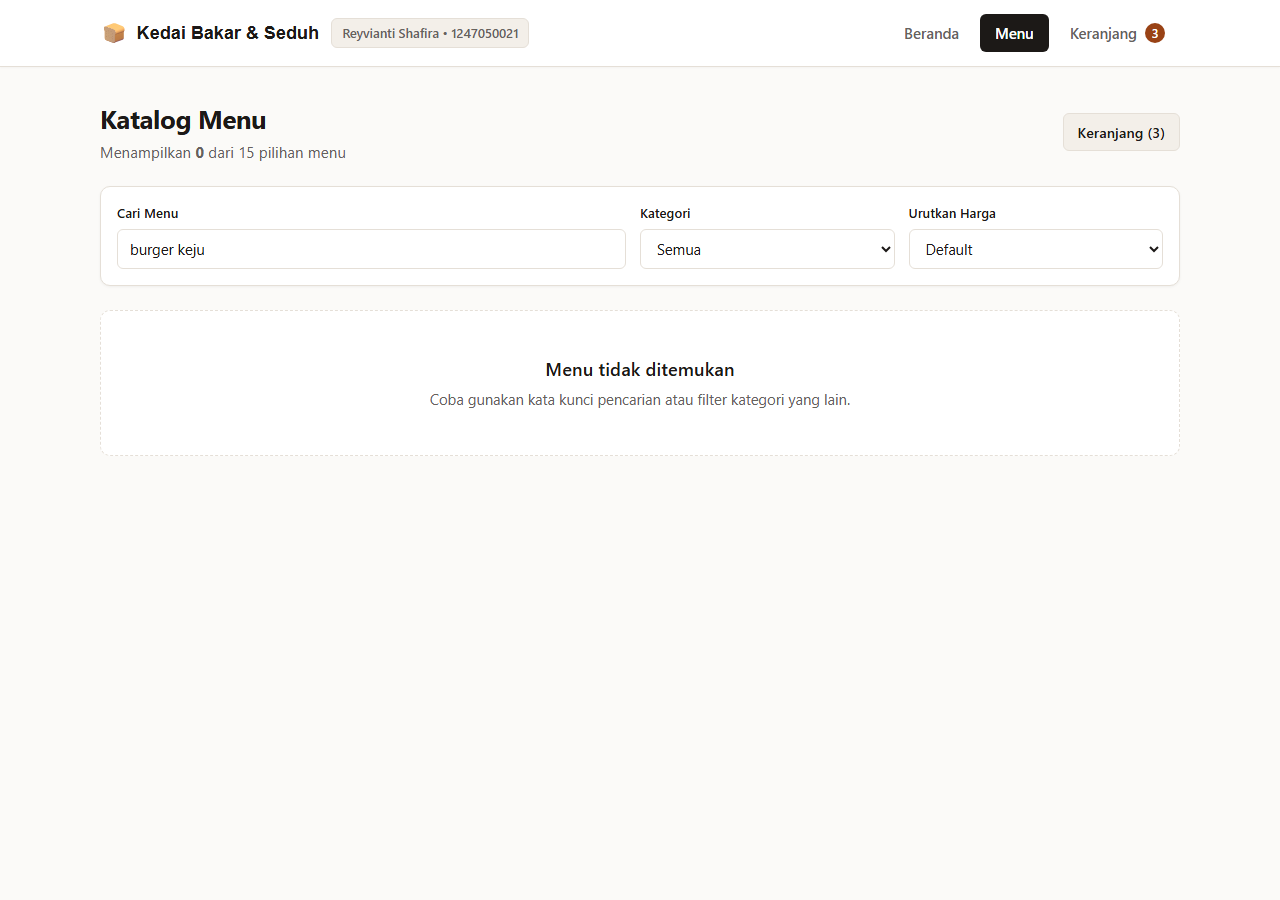 Kedai Bakar & Seduh
Reyvianti Shafira • 1247050021
Beranda
Menu
Keranjang 3
Katalog Menu
Menampilkan 0 dari 15 pilihan menu
Keranjang (3)
Cari Menu
Kategori
Urutkan Harga
burger keju
Semua
Default
Menu tidak ditemukan
Coba gunakan kata kunci pencarian atau filter kategori yang lain.